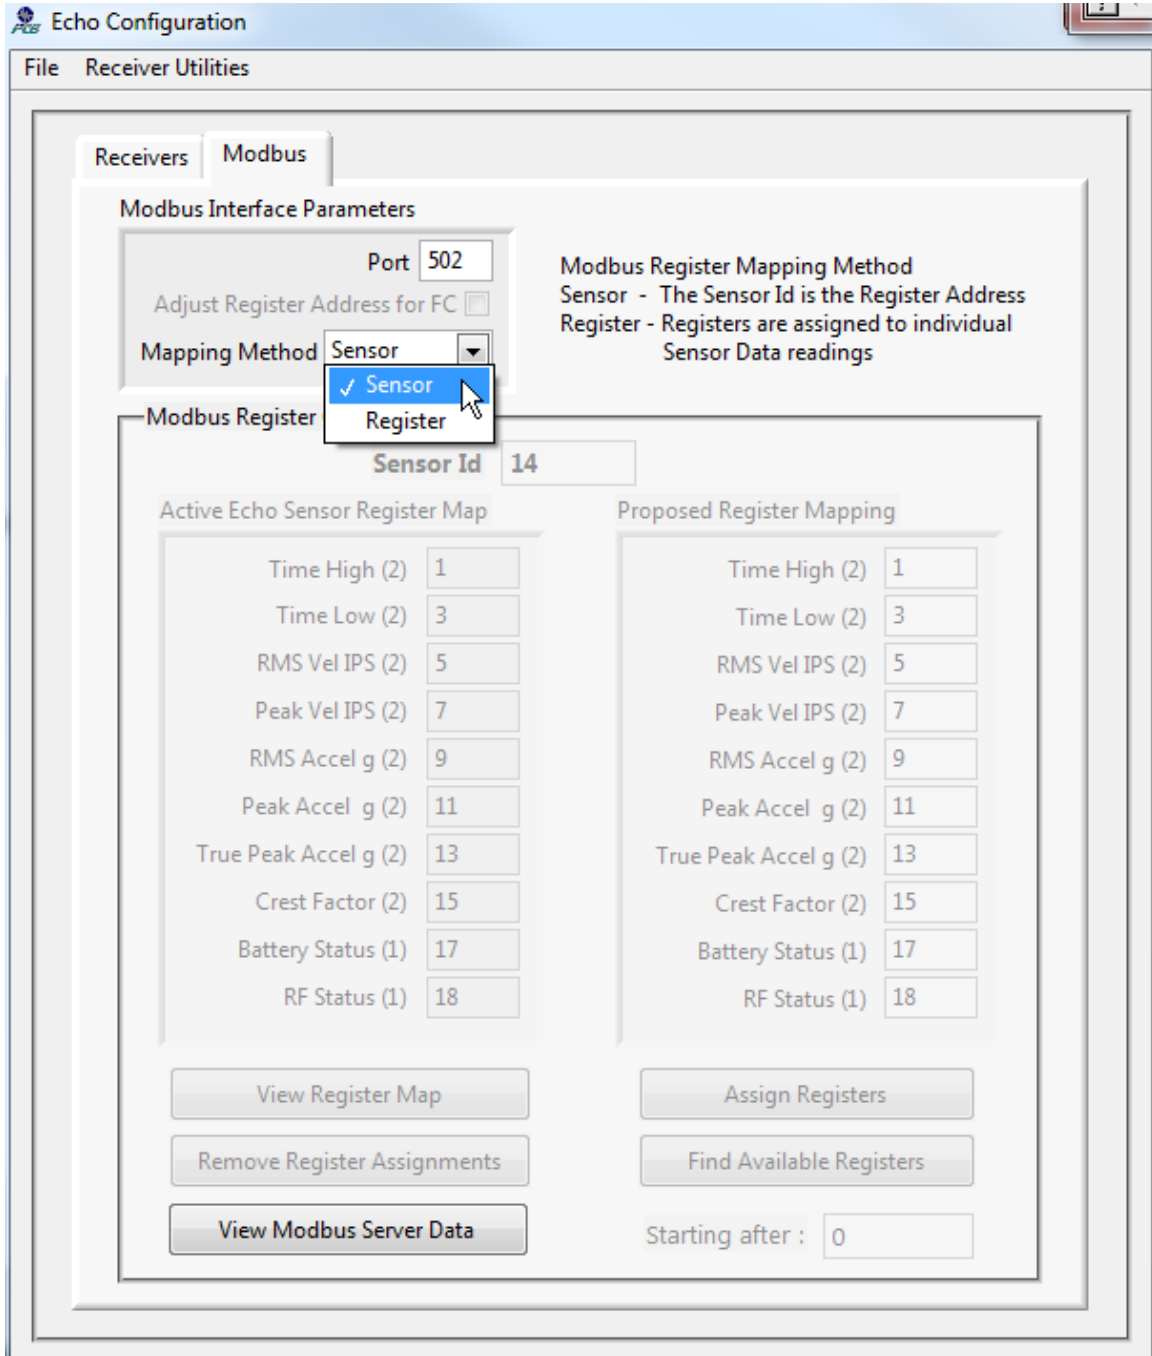 Echo Configuration
File Receiver Utilities
Receivers Modbus
Modbus Interface Parameters
Port 502
Adjust Register Address for FC
Mapping Method Sensor
✓ Sensor
Register
Modbus Register Mapping Method
Sensor - The Sensor Id is the Register Address
Register - Registers are assigned to individual
Sensor Data readings
Modbus Register
Sensor Id 14
Active Echo Sensor Register Map
Time High (2) 1
Time Low (2) 3
RMS Vel IPS (2) 5
Peak Vel IPS (2) 7
RMS Accel g (2) 9
Peak Accel g (2) 11
True Peak Accel g (2) 13
Crest Factor (2) 15
Battery Status (1) 17
RF Status (1) 18
View Register Map
Remove Register Assignments
View Modbus Server Data
Proposed Register Mapping
Time High (2) 1
Time Low (2) 3
RMS Vel IPS (2) 5
Peak Vel IPS (2) 7
RMS Accel g (2) 9
Peak Accel g (2) 11
True Peak Accel g (2) 13
Crest Factor (2) 15
Battery Status (1) 17
RF Status (1) 18
Assign Registers
Find Available Registers
Starting after : 0